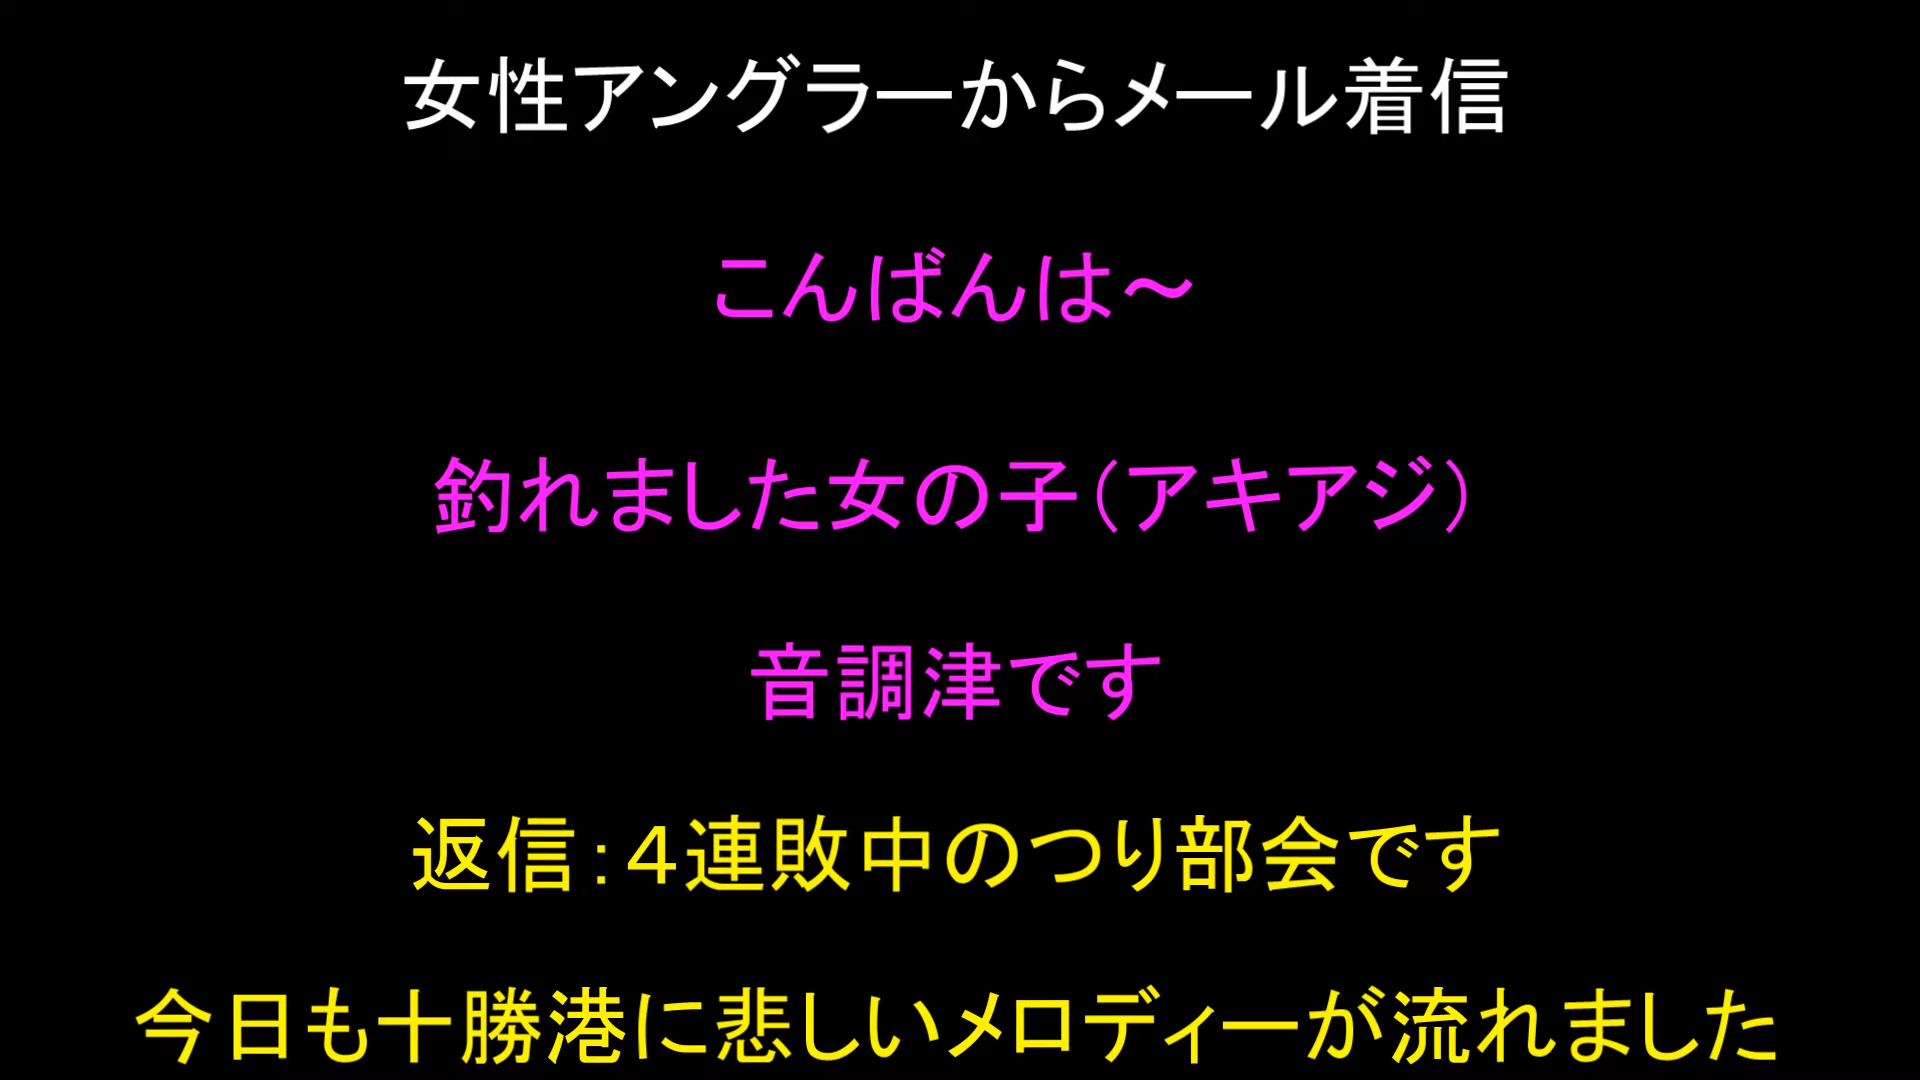 女性アングラーからメール着信
こんばんは～
釣れました女の子（アキアジ）
音調津です
返信：４連敗中のつり部会です
今日も十勝港に悲しいメロディーが流れました